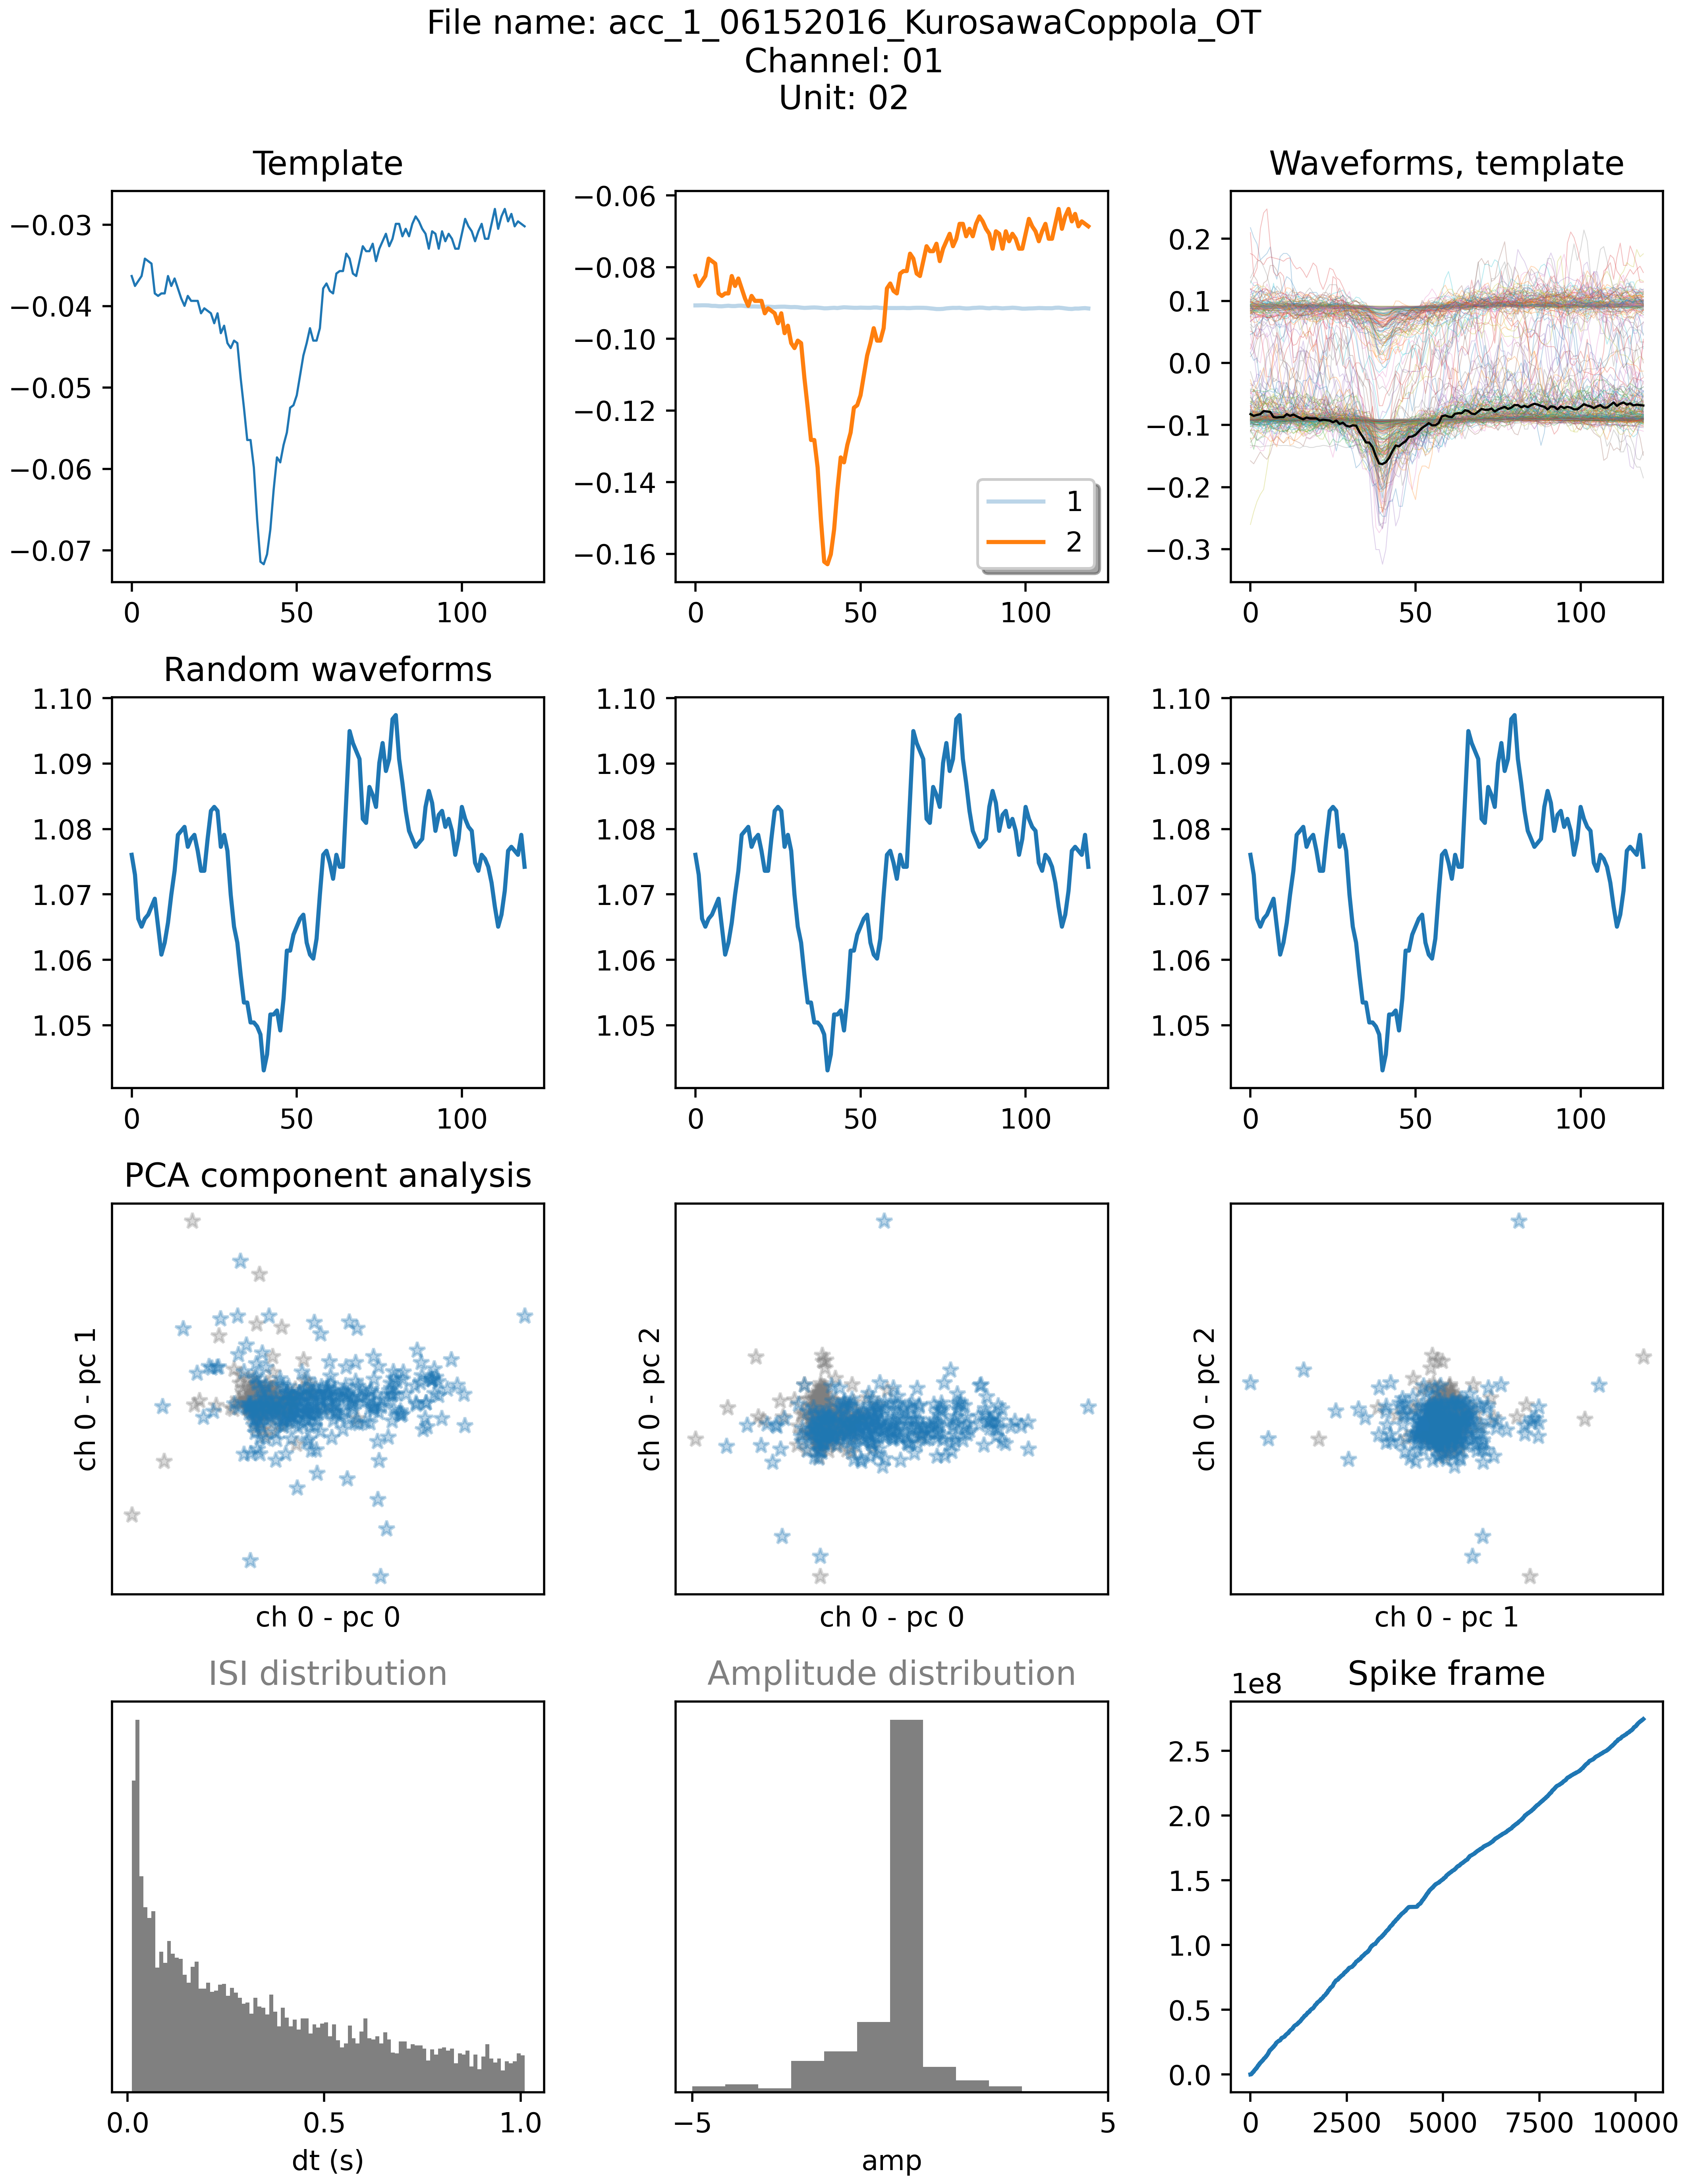 File name: acc_1_06152016_KurosawaCoppola_OT
Channel: 01
Unit: 02
Template
Waveforms, template
−0.03
−0.04
−0.05
−0.06
−0.07
0 50 100
−0.06
−0.08
−0.10
−0.12
−0.14
−0.16
1
2
0 50 100
0.2
0.1
0.0
−0.1
−0.2
−0.3
0 50 100
Random waveforms
1.10
1.09
1.08
1.07
1.06
1.05
0 50 100
1.10
1.09
1.08
1.07
1.06
1.05
0 50 100
1.10
1.09
1.08
1.07
1.06
1.05
0 50 100
PCA component analysis
ch 0 - pc 1
ch 0 - pc 0
ch 0 - pc 2
ch 0 - pc 0
ch 0 - pc 2
ch 0 - pc 1
ISI distribution
0.0 0.5 1.0
dt (s)
Amplitude distribution
−5 5
amp
1e8
Spike frame
2.5
2.0
1.5
1.0
0.5
0.0
0 2500 5000 7500 10000